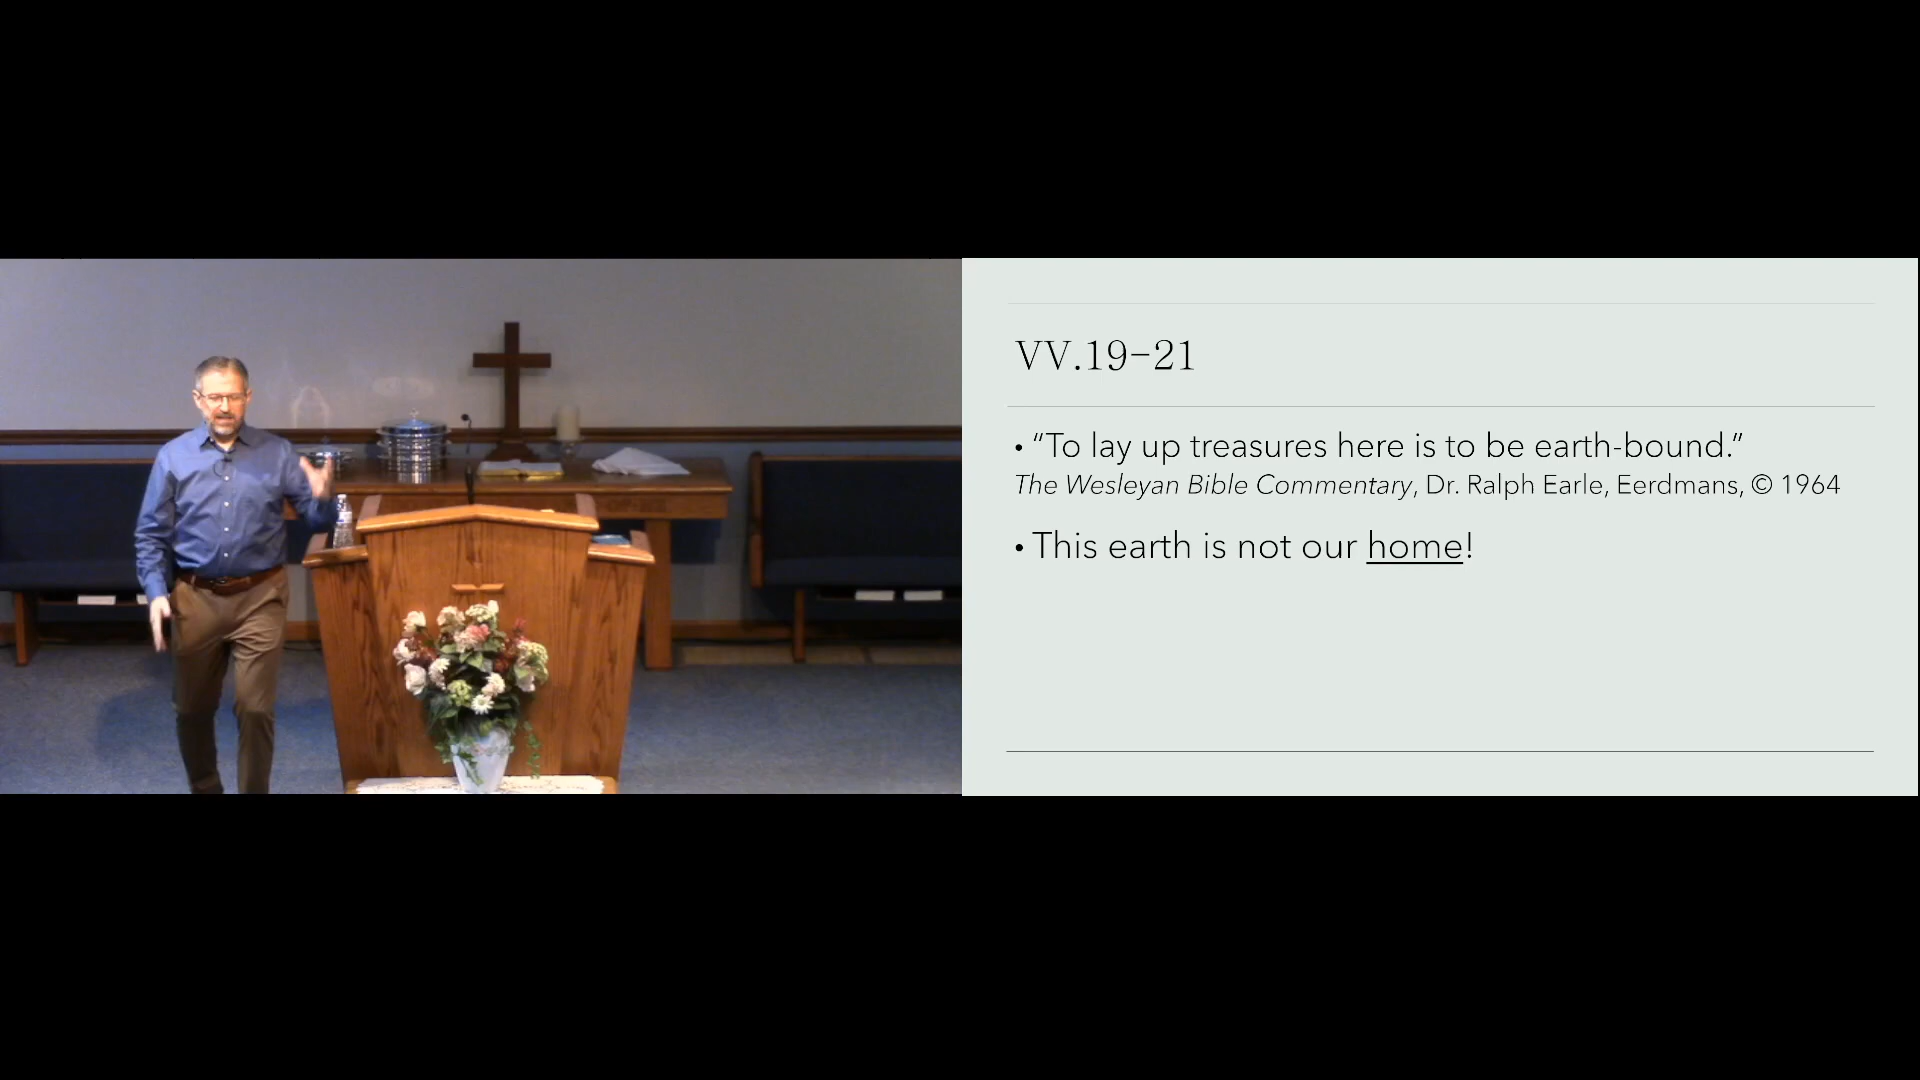 VV.19-21
• “To lay up treasures here is to be earth-bound.”
The Wesleyan Bible Commentary, Dr. Ralph Earle, Eerdmans, © 1964
• This earth is not our home!